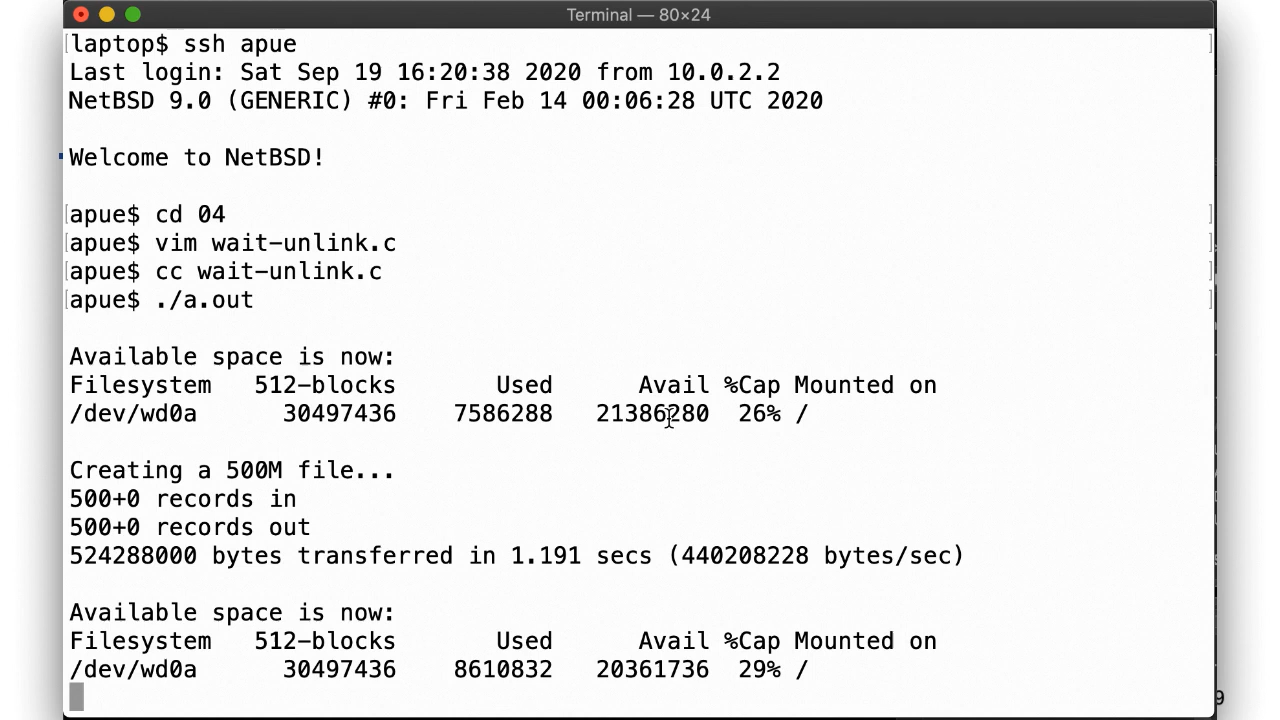 Terminal — 80×24
laptop$ ssh apue
Last login: Sat Sep 19 16:20:38 2020 from 10.0.2.2
NetBSD 9.0 (GENERIC) #0: Fri Feb 14 00:06:28 UTC 2020
Welcome to NetBSD!
apue$ cd 04
apue$ vim wait-unlink.c
apue$ cc wait-unlink.c
apue$ ./a.out
Available space is now:
Filesystem 512-blocks Used Avail %Cap Mounted on
/dev/wd0a 30497436 7586288 21386280 26% /
Creating a 500M file...
500+0 records in
500+0 records out
524288000 bytes transferred in 1.191 secs (440208228 bytes/sec)
Available space is now:
Filesystem 512-blocks Used Avail %Cap Mounted on
/dev/wd0a 30497436 8610832 20361736 29% /
9